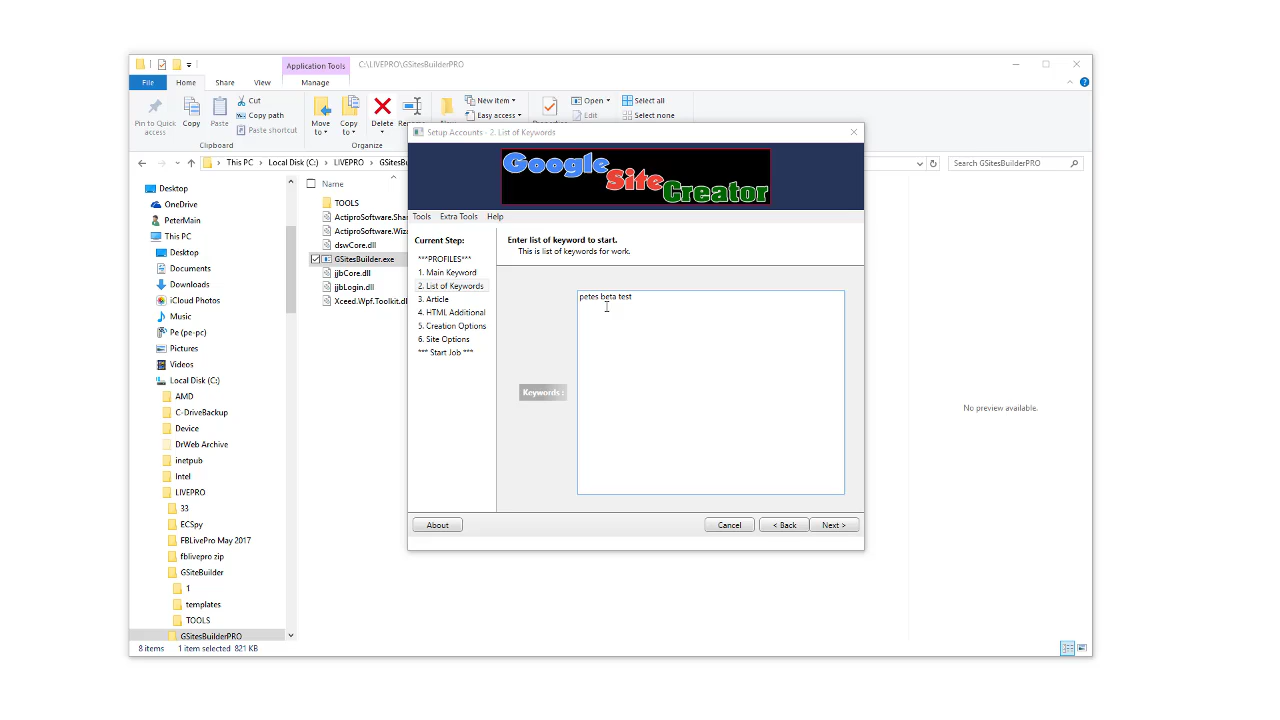 Application Tools
C:\LIVEPRO\GSitesBuilderPRO
File
Home
Share
View
Manage
Pin to Quick access
Copy
Paste
Cut
Copy path
Paste shortcut
Clipboard
Move to
Copy to
Delete
Organize
New item
Easy access
Open
Edit
Select all
Select none
This PC > Local Disk (C:) > LIVEPRO >
Search GSitesBuilderPRO
Desktop
OneDrive
PeterMain
This PC
Desktop
Documents
Downloads
iCloud Photos
Music
Pe (pe-pc)
Pictures
Videos
Local Disk (C:)
AMD
C-DriveBackup
Device
DrWeb Archive
inetpub
Intel
LIVEPRO
33
ECSpy
FBLivePro May 2017
fblivepro zip
GSiteBuilder
1
templates
TOOLS
GSitesBuilderPRO
8 items
1 item selected 821 KB
Name
TOOLS
dswCore.dll
GSitesBuilder.exe
jjbCore.dll
jjbLogin.dll
Setup Accounts - 2. List of Keywords
Google
Site
Creator
Tools
Extra Tools
Help
Current Step:
***PROFILES***
1. Main Keyword
2. List of Keywords
3. Article
4. HTML Additional
5. Creation Options
6. Site Options
*** Start Job ***
Enter list of keyword to start.
This is list of keywords for work.
Keywords :
petes beta test
About
Cancel
< Back
Next >
No preview available.